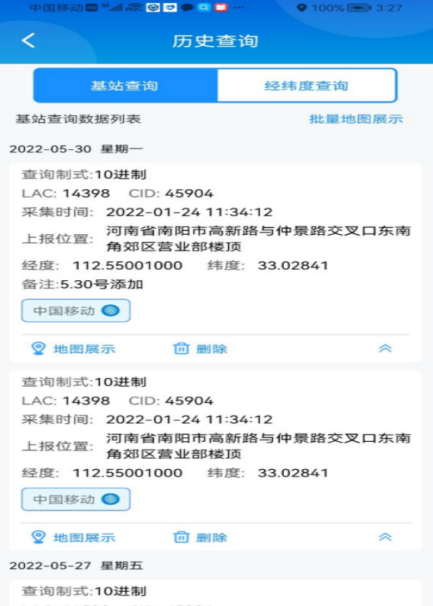 中国移动 100% 3:27
历史查询
基站查询 经纬度查询
基站查询数据列表 批量地图展示
2022-05-30 星期一
查询制式:10进制
LAC: 14398 CID: 45904
采集时间: 2022-01-24 11:34:12
上报位置: 河南省南阳市高新路与仲景路交叉口东南
角郊区营业部楼顶
经度: 112.55001000 纬度: 33.02841
备注:5.30号添加
中国移动
地图展示 删除
查询制式:10进制
LAC: 14398 CID: 45904
采集时间: 2022-01-24 11:34:12
上报位置: 河南省南阳市高新路与仲景路交叉口东南
角郊区营业部楼顶
经度: 112.55001000 纬度: 33.02841
中国移动
地图展示 删除
2022-05-27 星期五
查询制式:10进制